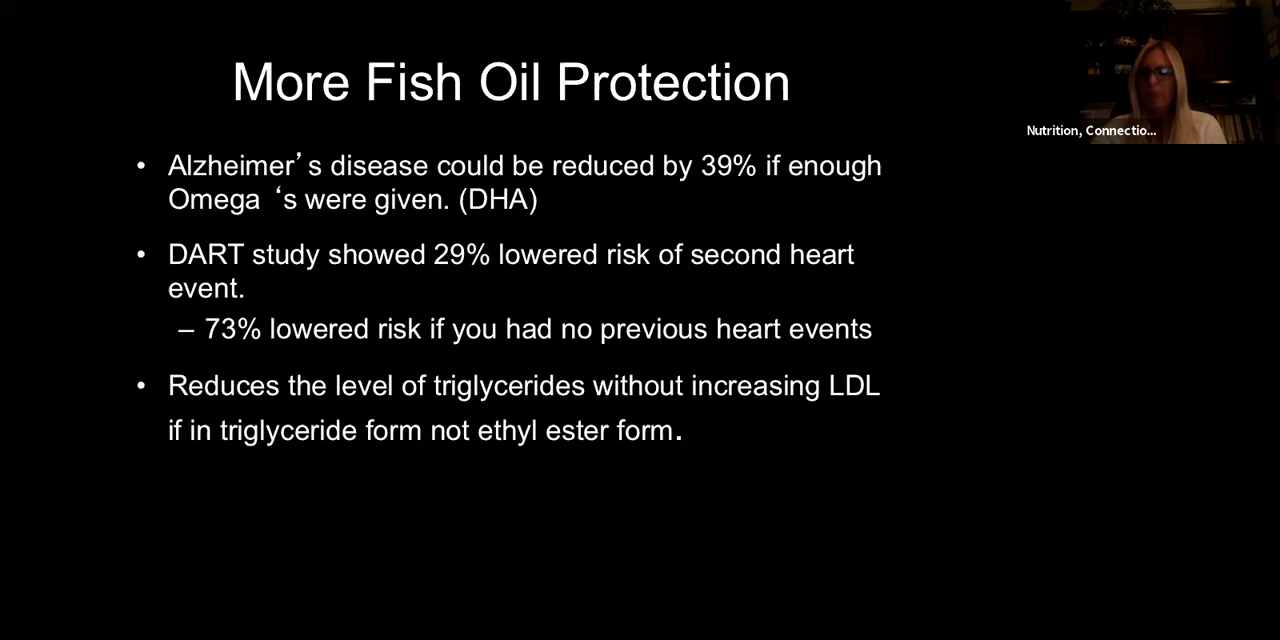 More Fish Oil Protection
Nutrition, Connectio...
• Alzheimer’s disease could be reduced by 39% if enough
Omega ‘s were given. (DHA)
• DART study showed 29% lowered risk of second heart
event.
– 73% lowered risk if you had no previous heart events
• Reduces the level of triglycerides without increasing LDL
if in triglyceride form not ethyl ester form.